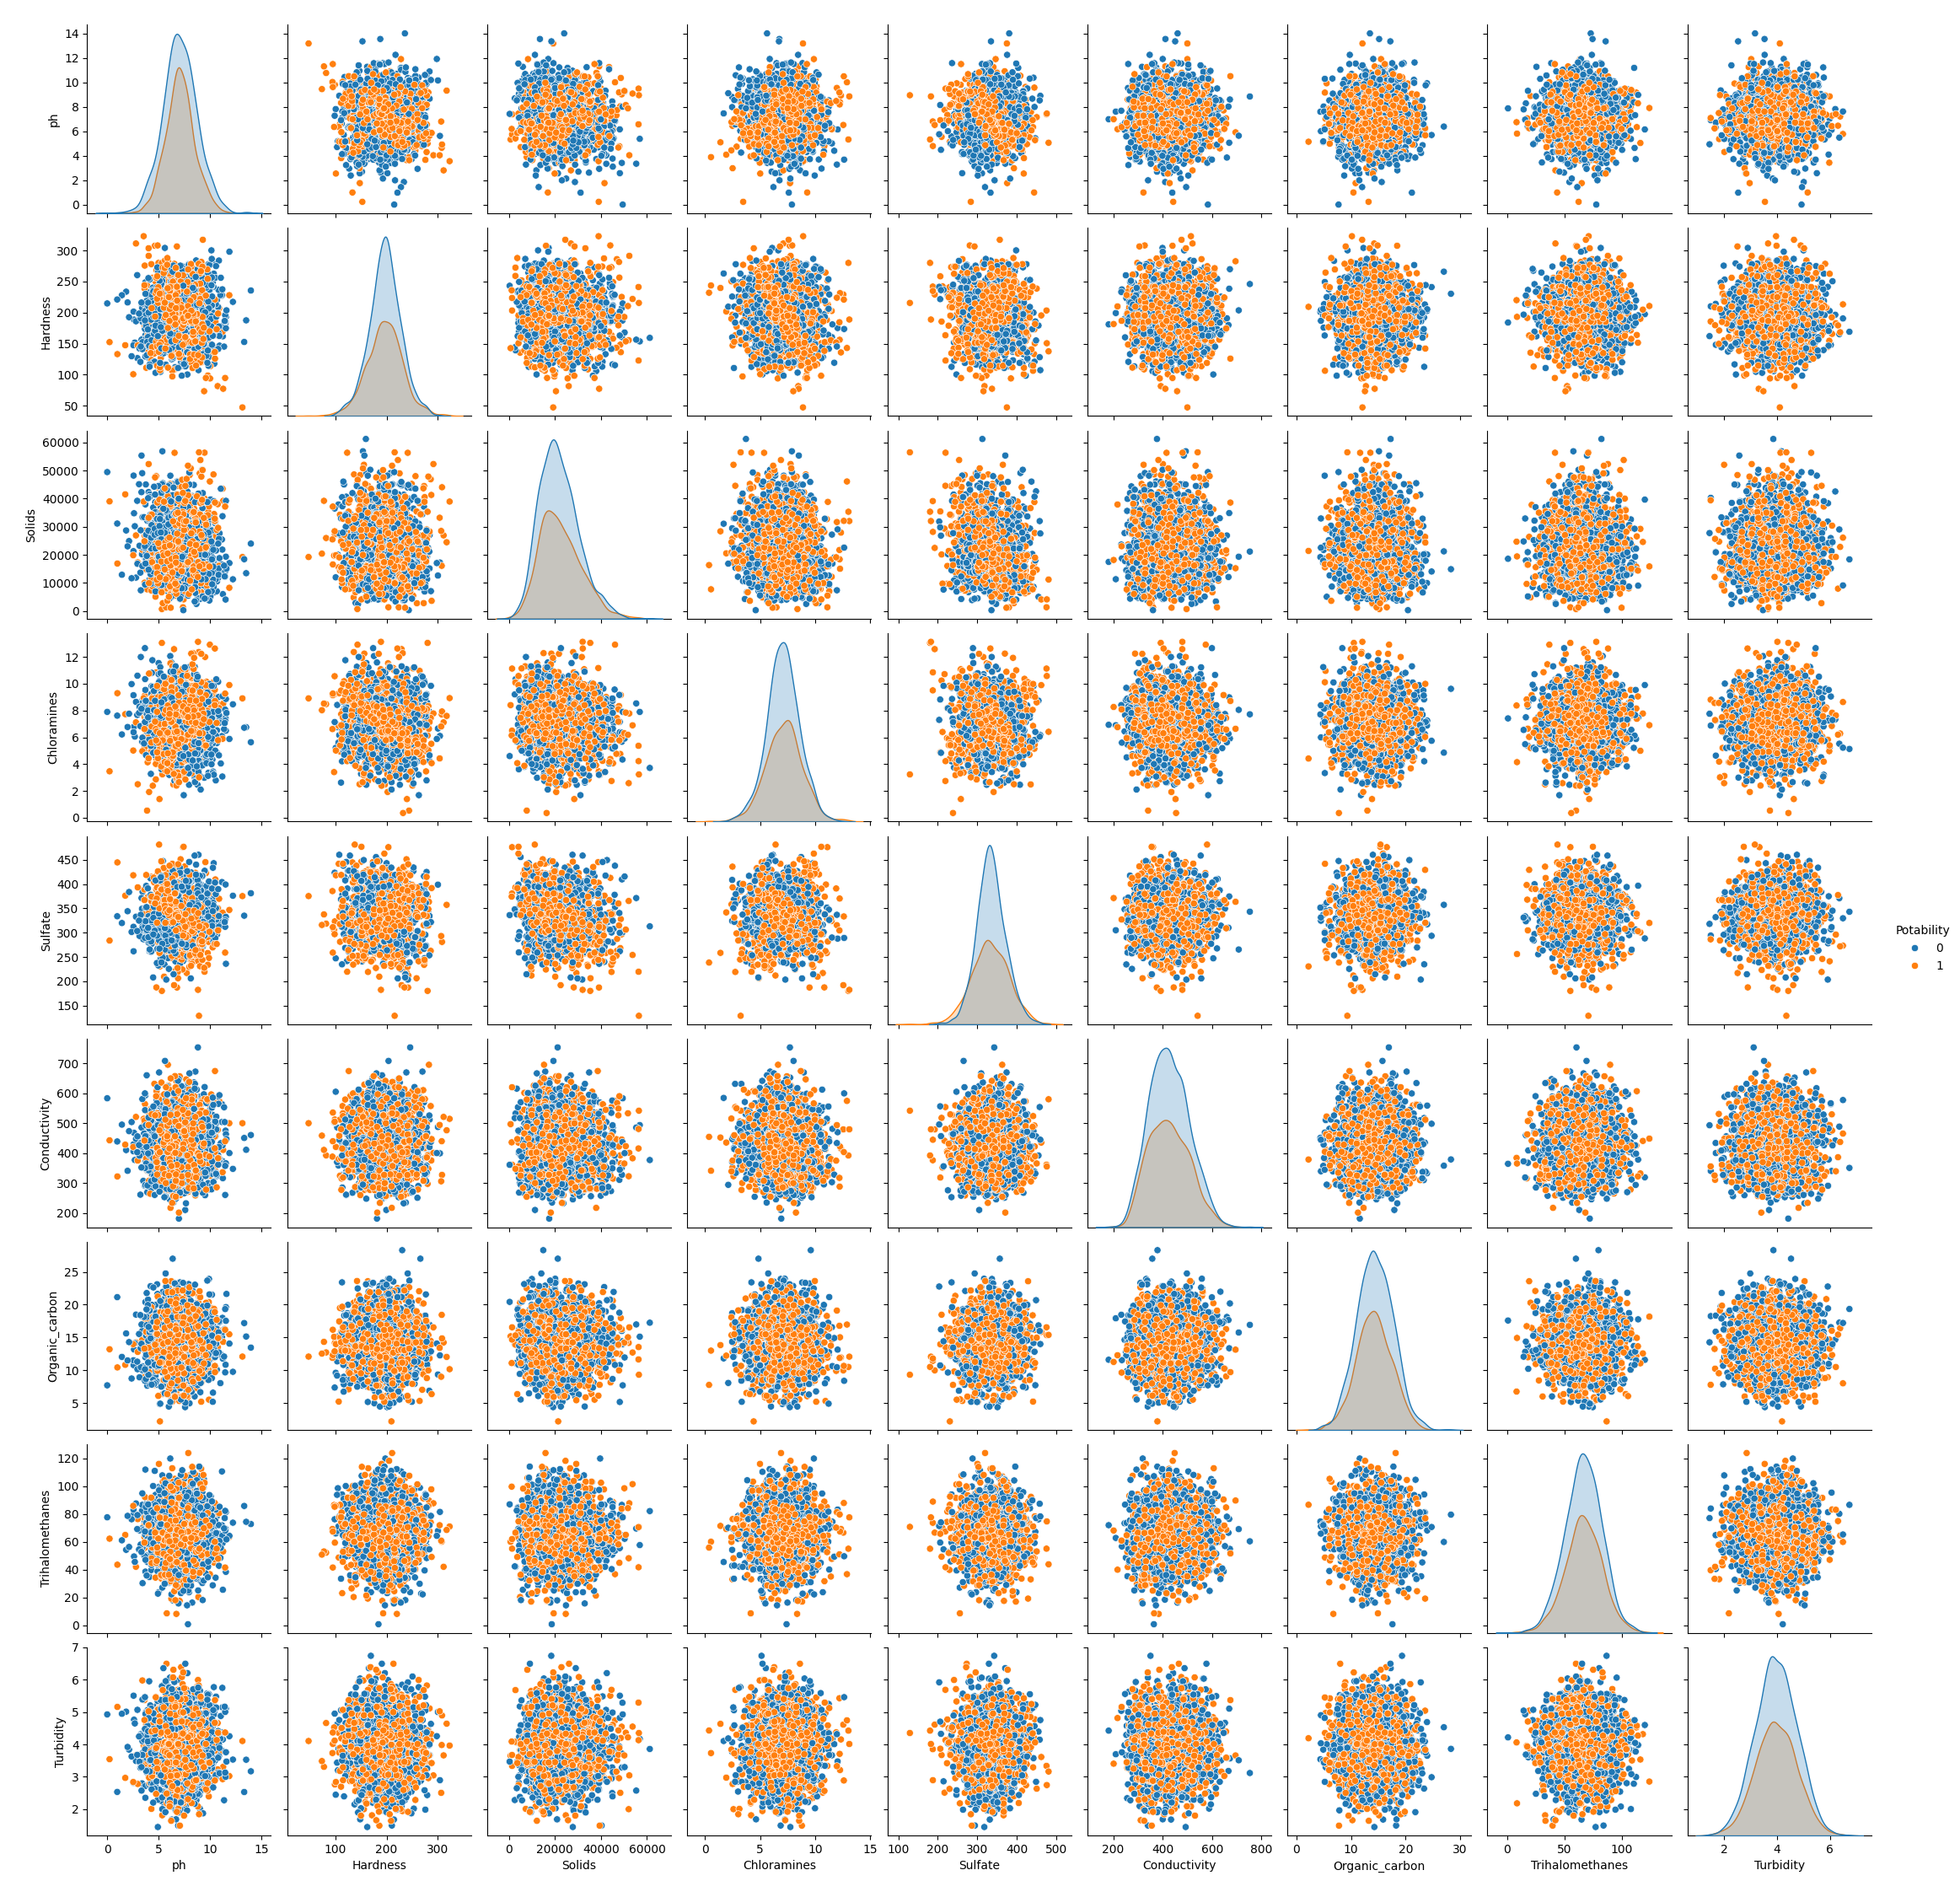 14
12
10
8
6
4
2
0
ph
300
250
200
150
100
50
Hardness
60000
50000
40000
30000
20000
10000
0
Solids
12
10
8
6
4
2
0
Chloramines
450
400
350
300
250
200
150
Sulfate
Potability
0
1
700
600
500
400
300
200
Conductivity
25
20
15
10
5
Organic_carbon
120
100
80
60
40
20
0
Trihalomethanes
7
6
5
4
3
2
Turbidity
0 5 10 15
ph
100 200 300
Hardness
0 20000 40000 60000
Solids
0 5 10 15
Chloramines
100 200 300 400 500
Sulfate
200 400 600 800
Conductivity
0 10 20 30
Organic_carbon
0 50 100
Trihalomethanes
2 4 6
Turbidity